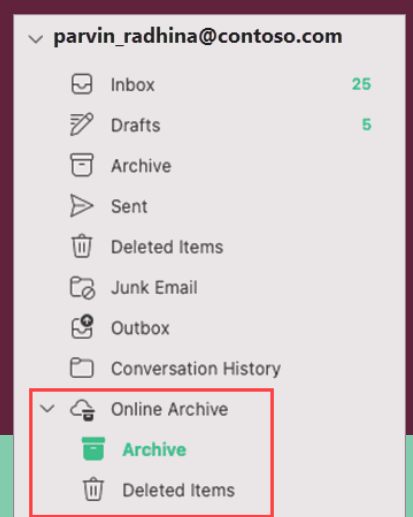 parvin_radhina@contoso.com
Inbox 25
Drafts 5
Archive
Sent
Deleted Items
Junk Email
Outbox
Conversation History
Online Archive
Archive
Deleted Items